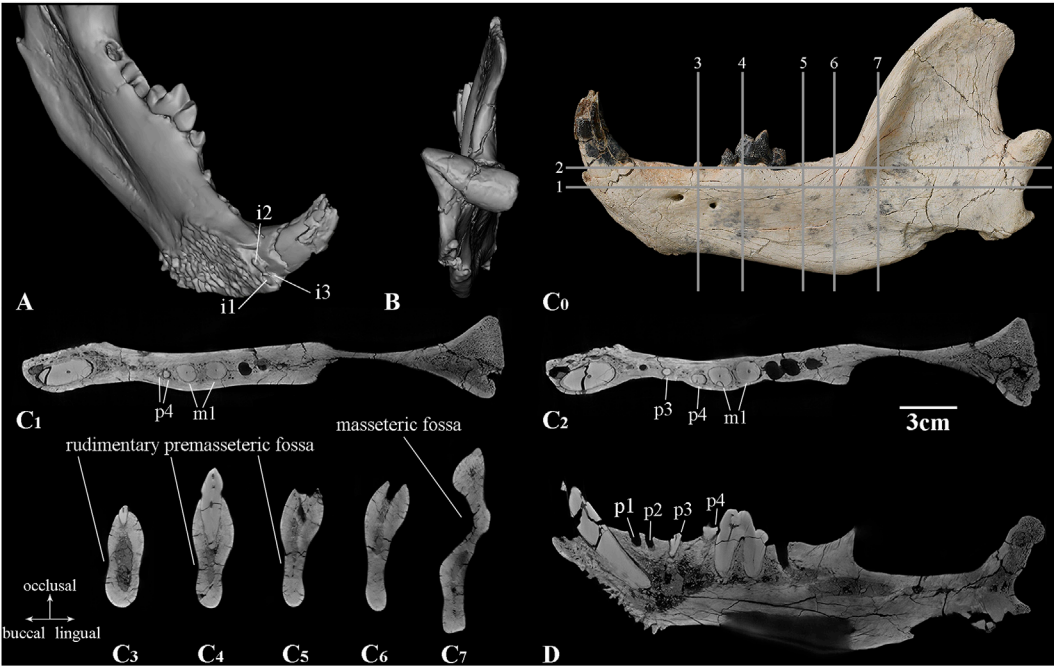 i2
i1
i3
A
B
3 4 5 6 7
2
1
C0
C1
p4 m1
p3 p4 m1
C2
3cm
rudimentary premasseteric fossa
masseteric fossa
occlusal
buccal lingual
C3 C4 C5 C6 C7
p1 p2 p3 p4
D